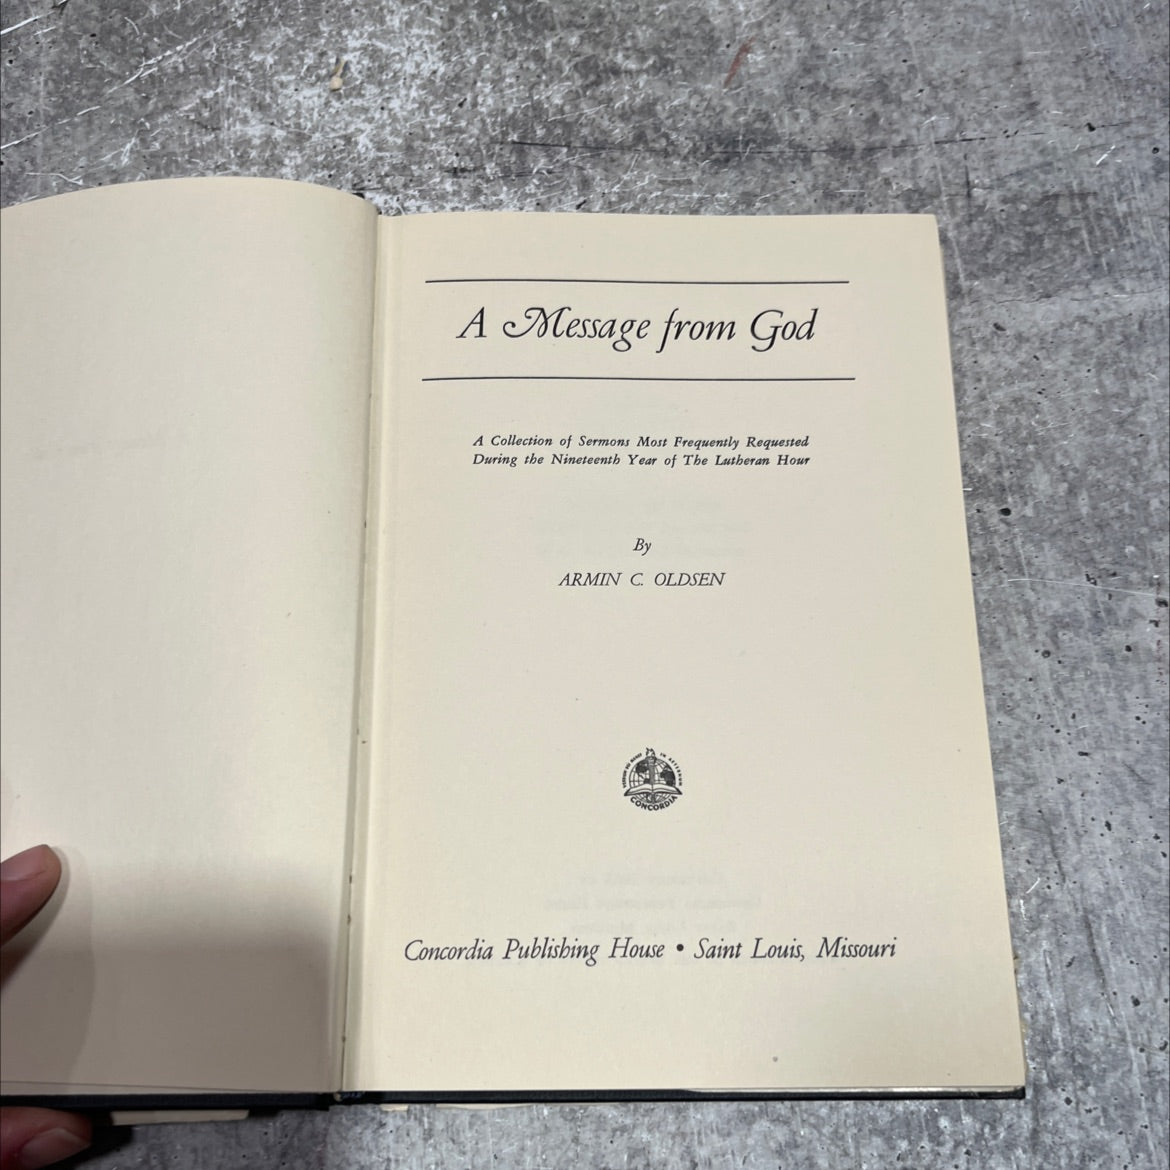 A Message from God
A Collection of Sermons Most Frequently Requested
During the Nineteenth Year of The Lutheran Hour
By
ARMIN C. OLDSEN
CONCORDIA
Concordia Publishing House • Saint Louis, Missouri